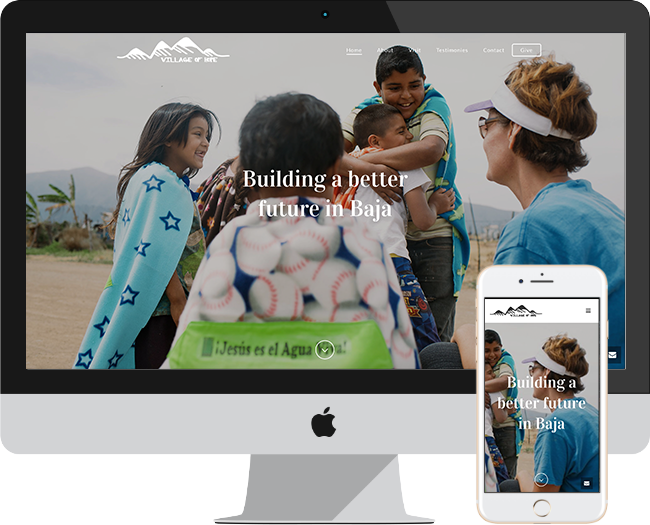 VILLAGE OF HOPE
Home About Visit Testimonies Contact Give
Building a better
future in Baja
¡Jesús es el Agua
VILLAGE OF HOPE
Building a
better future
in Baja